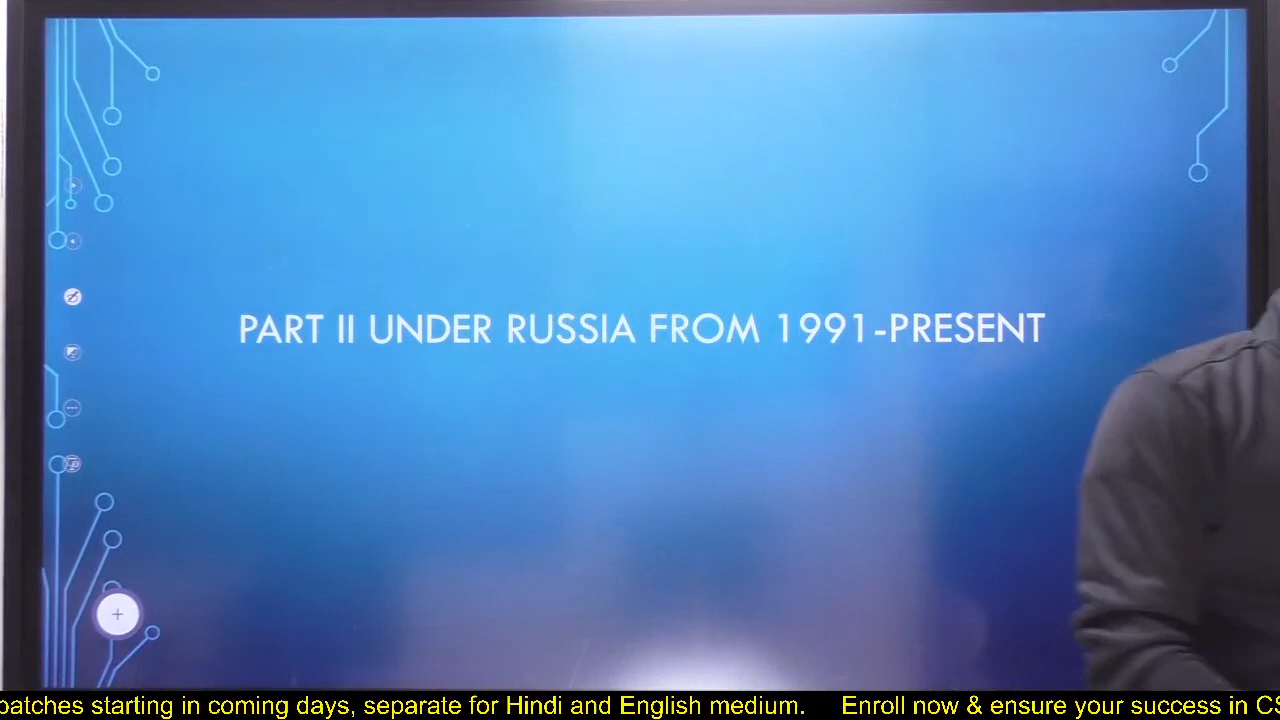 PART II UNDER RUSSIA FROM 1991-PRESENT
batches starting in coming days, separate for Hindi and English medium. Enroll now & ensure your success in